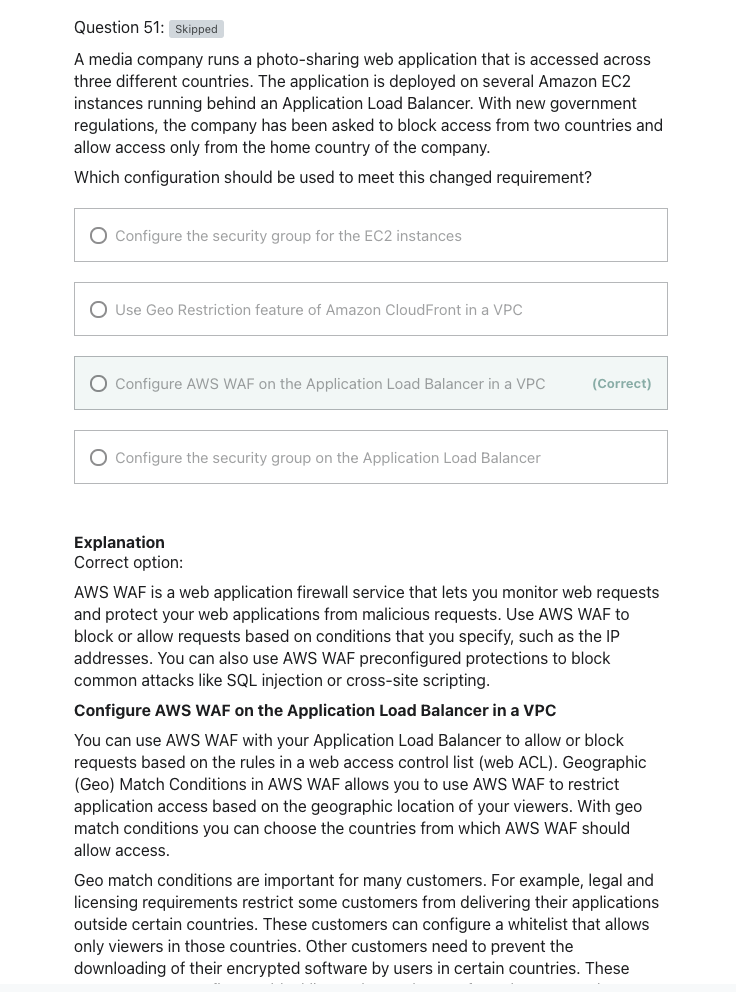 Question 51: Skipped
A media company runs a photo-sharing web application that is accessed across
three different countries. The application is deployed on several Amazon EC2
instances running behind an Application Load Balancer. With new government
regulations, the company has been asked to block access from two countries and
allow access only from the home country of the company.
Which configuration should be used to meet this changed requirement?
Configure the security group for the EC2 instances
Use Geo Restriction feature of Amazon CloudFront in a VPC
Configure AWS WAF on the Application Load Balancer in a VPC (Correct)
Configure the security group on the Application Load Balancer
Explanation
Correct option:
AWS WAF is a web application firewall service that lets you monitor web requests
and protect your web applications from malicious requests. Use AWS WAF to
block or allow requests based on conditions that you specify, such as the IP
addresses. You can also use AWS WAF preconfigured protections to block
common attacks like SQL injection or cross-site scripting.
Configure AWS WAF on the Application Load Balancer in a VPC
You can use AWS WAF with your Application Load Balancer to allow or block
requests based on the rules in a web access control list (web ACL). Geographic
(Geo) Match Conditions in AWS WAF allows you to use AWS WAF to restrict
application access based on the geographic location of your viewers. With geo
match conditions you can choose the countries from which AWS WAF should
allow access.
Geo match conditions are important for many customers. For example, legal and
licensing requirements restrict some customers from delivering their applications
outside certain countries. These customers can configure a whitelist that allows
only viewers in those countries. Other customers need to prevent the
downloading of their encrypted software by users in certain countries. These